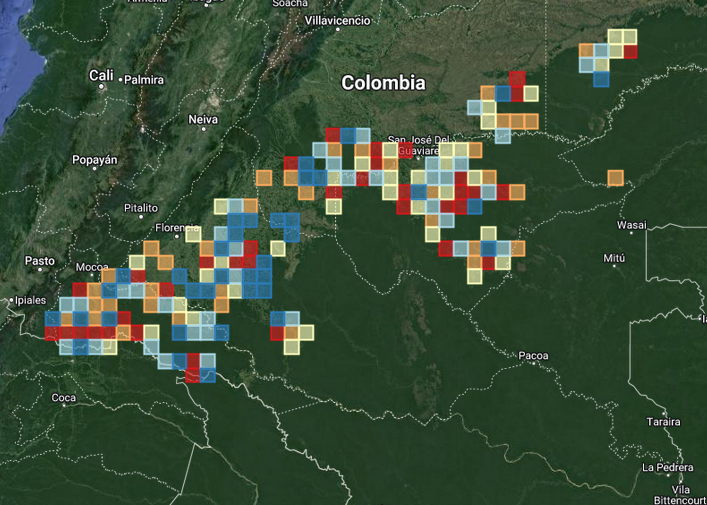 Armenia
Soacha
Villavicencio
Cali
Palmira
Colombia
Neiva
San José Del
Guaviare
Popayán
Pitalito
Florencia
Wasai
Pasto
Mocoa
Mitú
Ipiales
Pacoa
Coca
Taraira
La Pedrera
Vila
Bittencourt